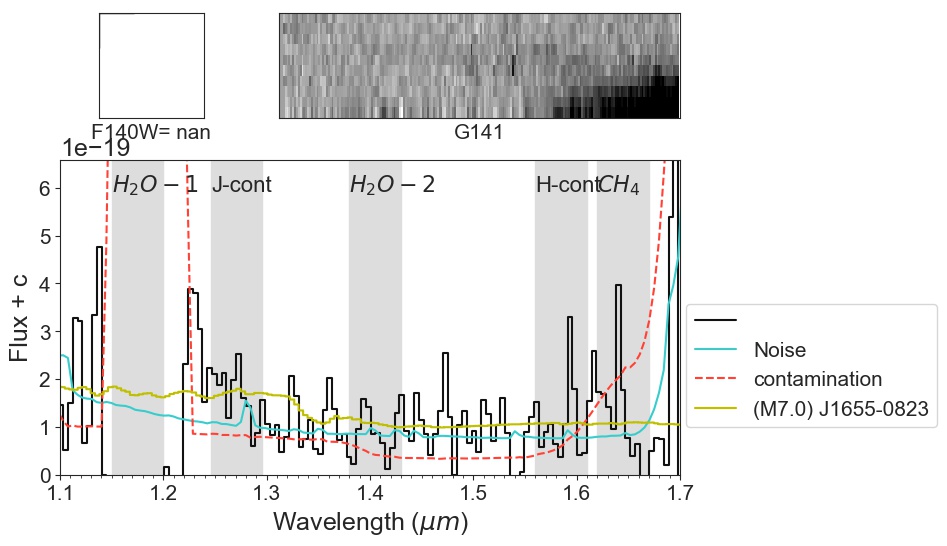 F140W= nan
G141
1e−19
H₂O − 1
J-cont
H₂O − 2
H-cont
CH₄
6
5
4
3
2
1
0
Flux + c
1.1
1.2
1.3
1.4
1.5
1.6
1.7
Wavelength (μm)
Noise
contamination
(M7.0) J1655-0823